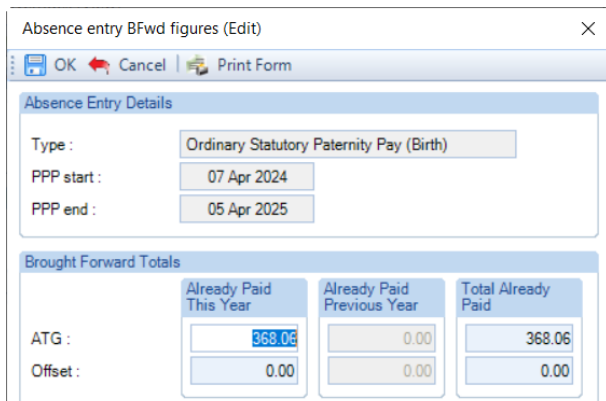 Absence entry BFwd figures (Edit)
OK Cancel Print Form
Absence Entry Details
Type : Ordinary Statutory Paternity Pay (Birth)
PPP start : 07 Apr 2024
PPP end : 05 Apr 2025
Brought Forward Totals
Already Paid This Year Already Paid Previous Year Total Already Paid
ATG : 368.06 0.00 368.06
Offset : 0.00 0.00 0.00